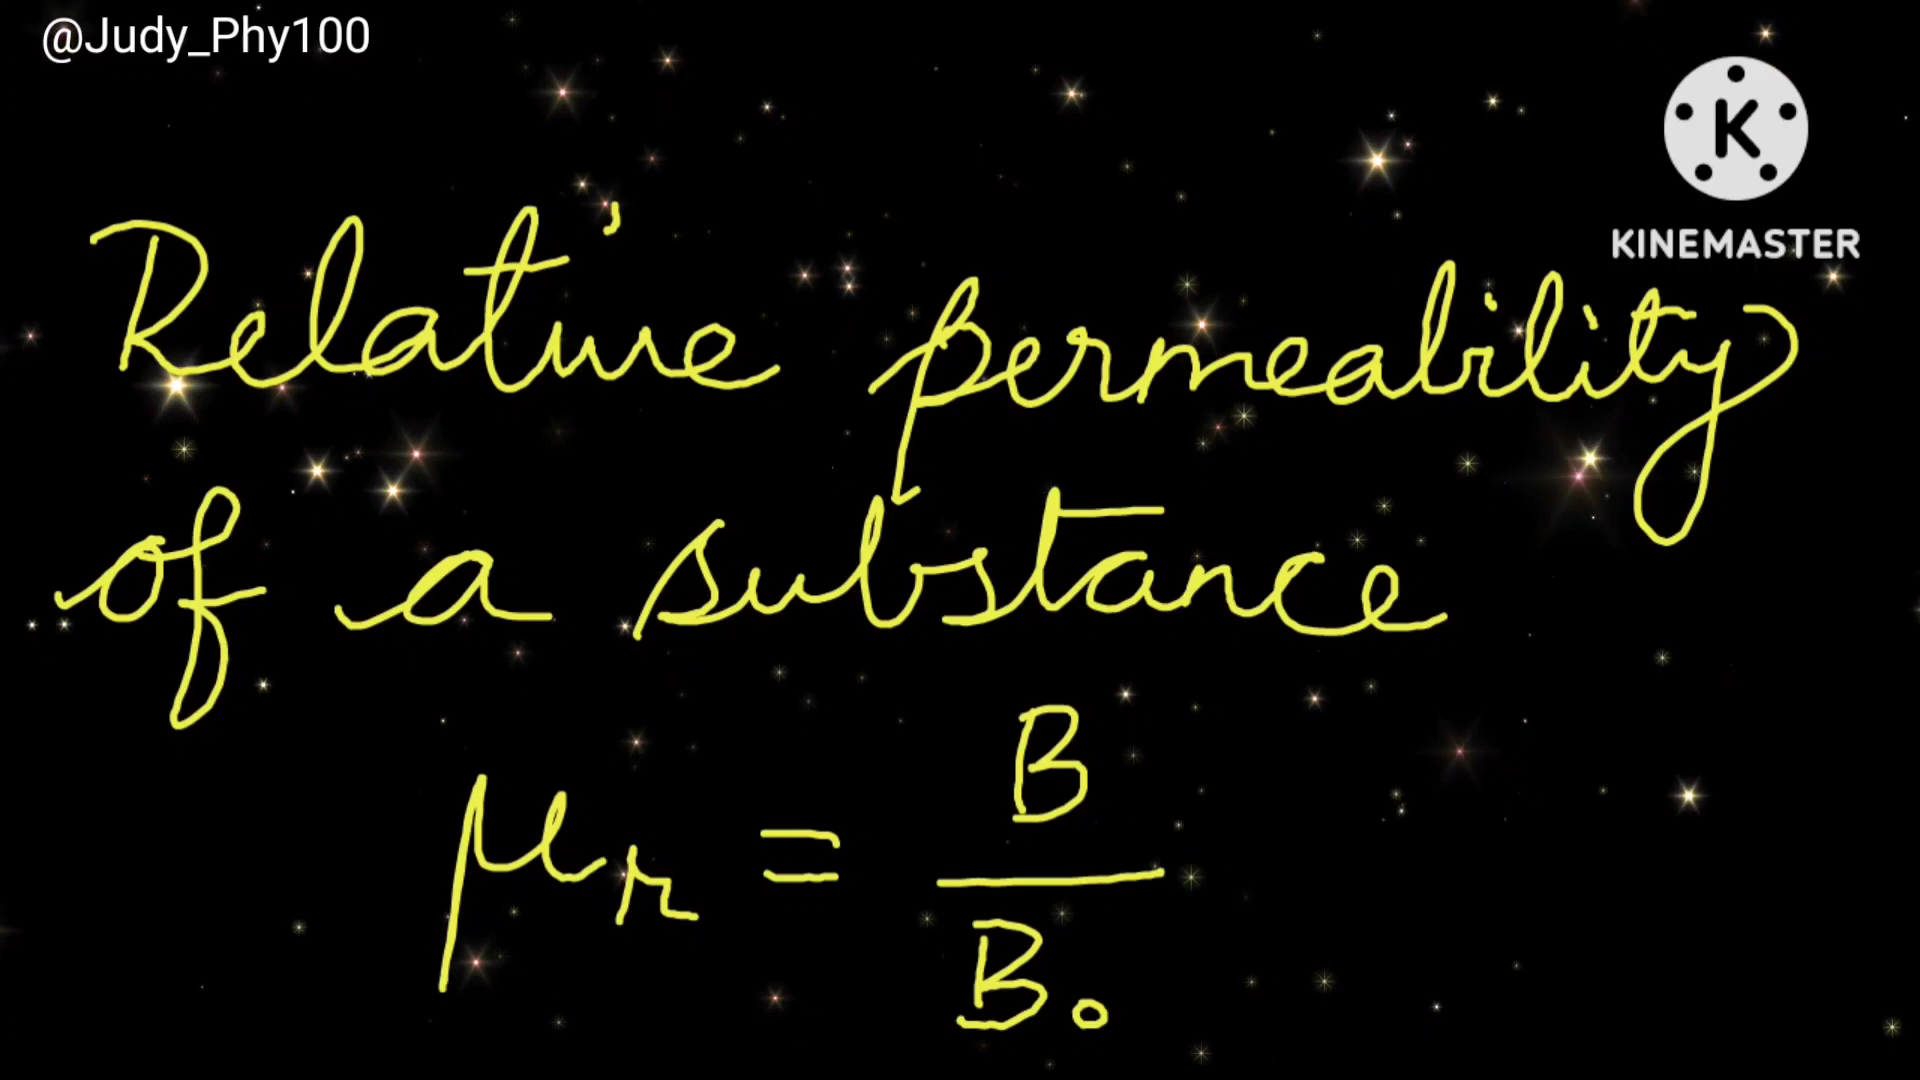 @Judy_Phy100
K
KINEMASTER
Relative permeability
of a substance
μr = B
B₀